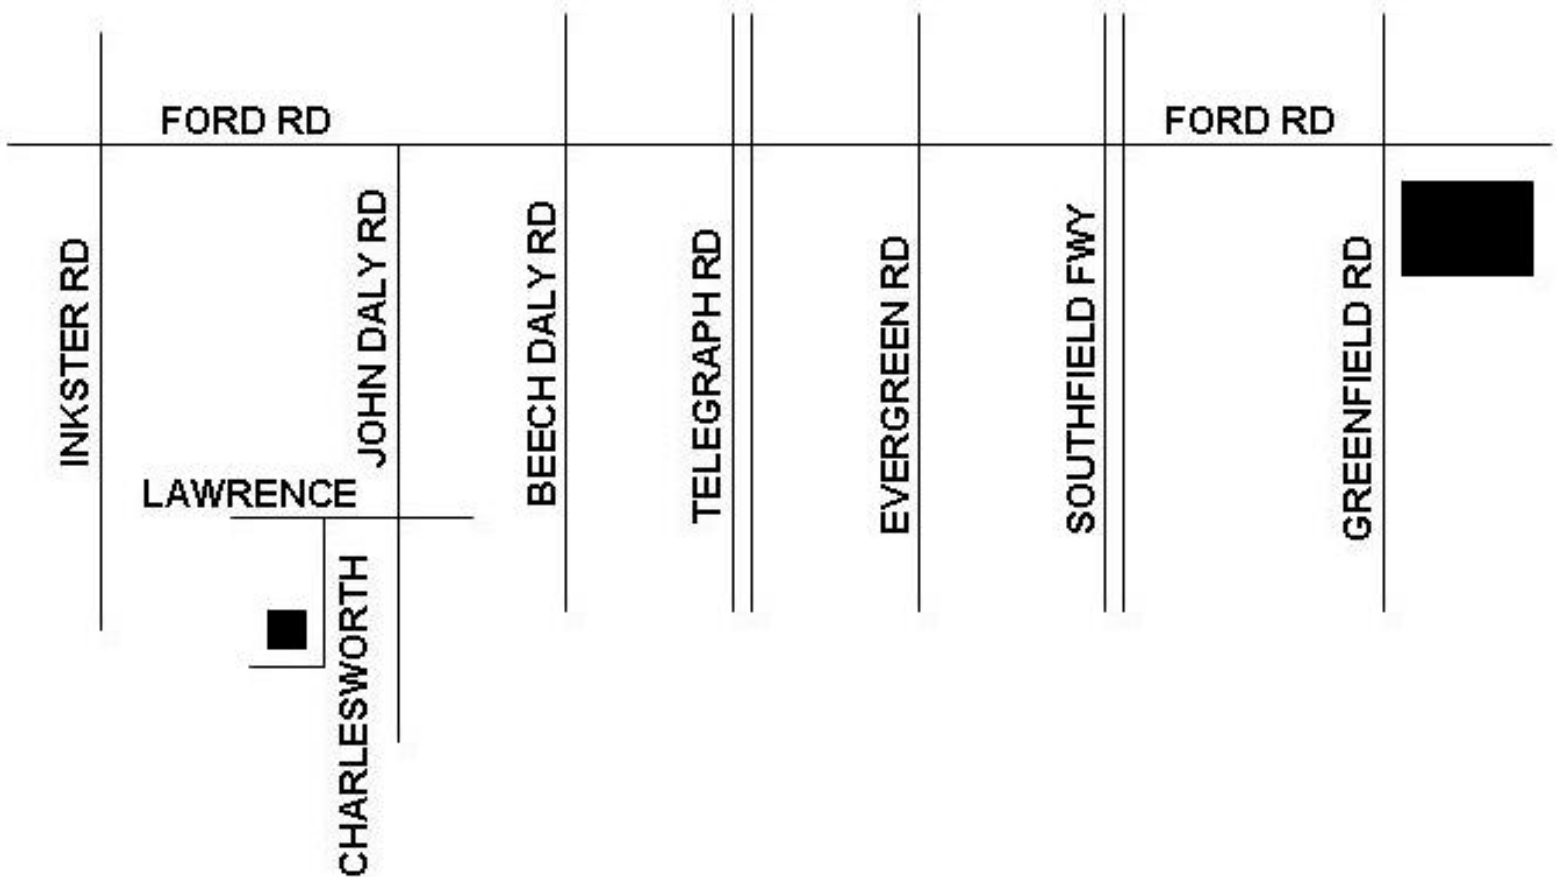 FORD RD
FORD RD
INKSTER RD
JOHN DALY RD
BEECH DALY RD
TELEGRAPH RD
EVERGREEN RD
SOUTHFIELD FWY
GREENFIELD RD
LAWRENCE
CHARLESWORTH